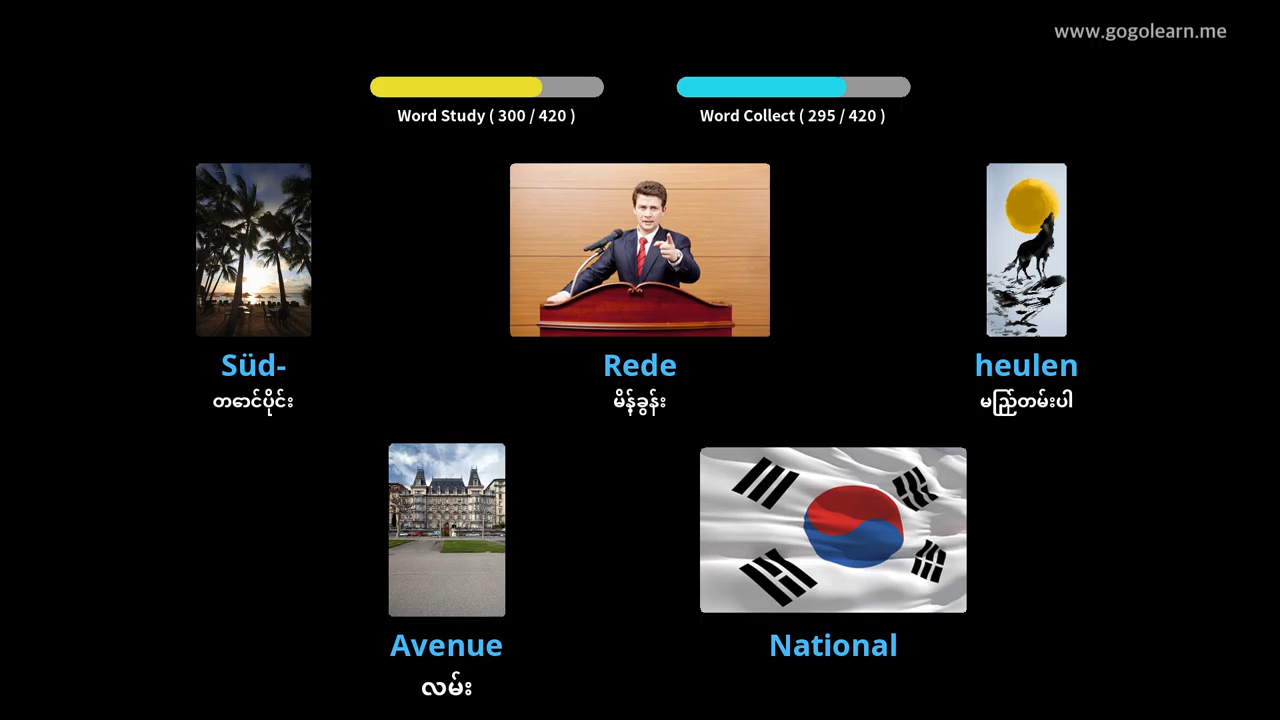 www.gogolearn.me
Word Study ( 300 / 420 )
Word Collect ( 295 / 420 )
Süd-
Rede
heulen
တောင်ပိုင်း
မိန့်ခွန်း
မြည်တမ်းပါ
Avenue
National
လမ်း